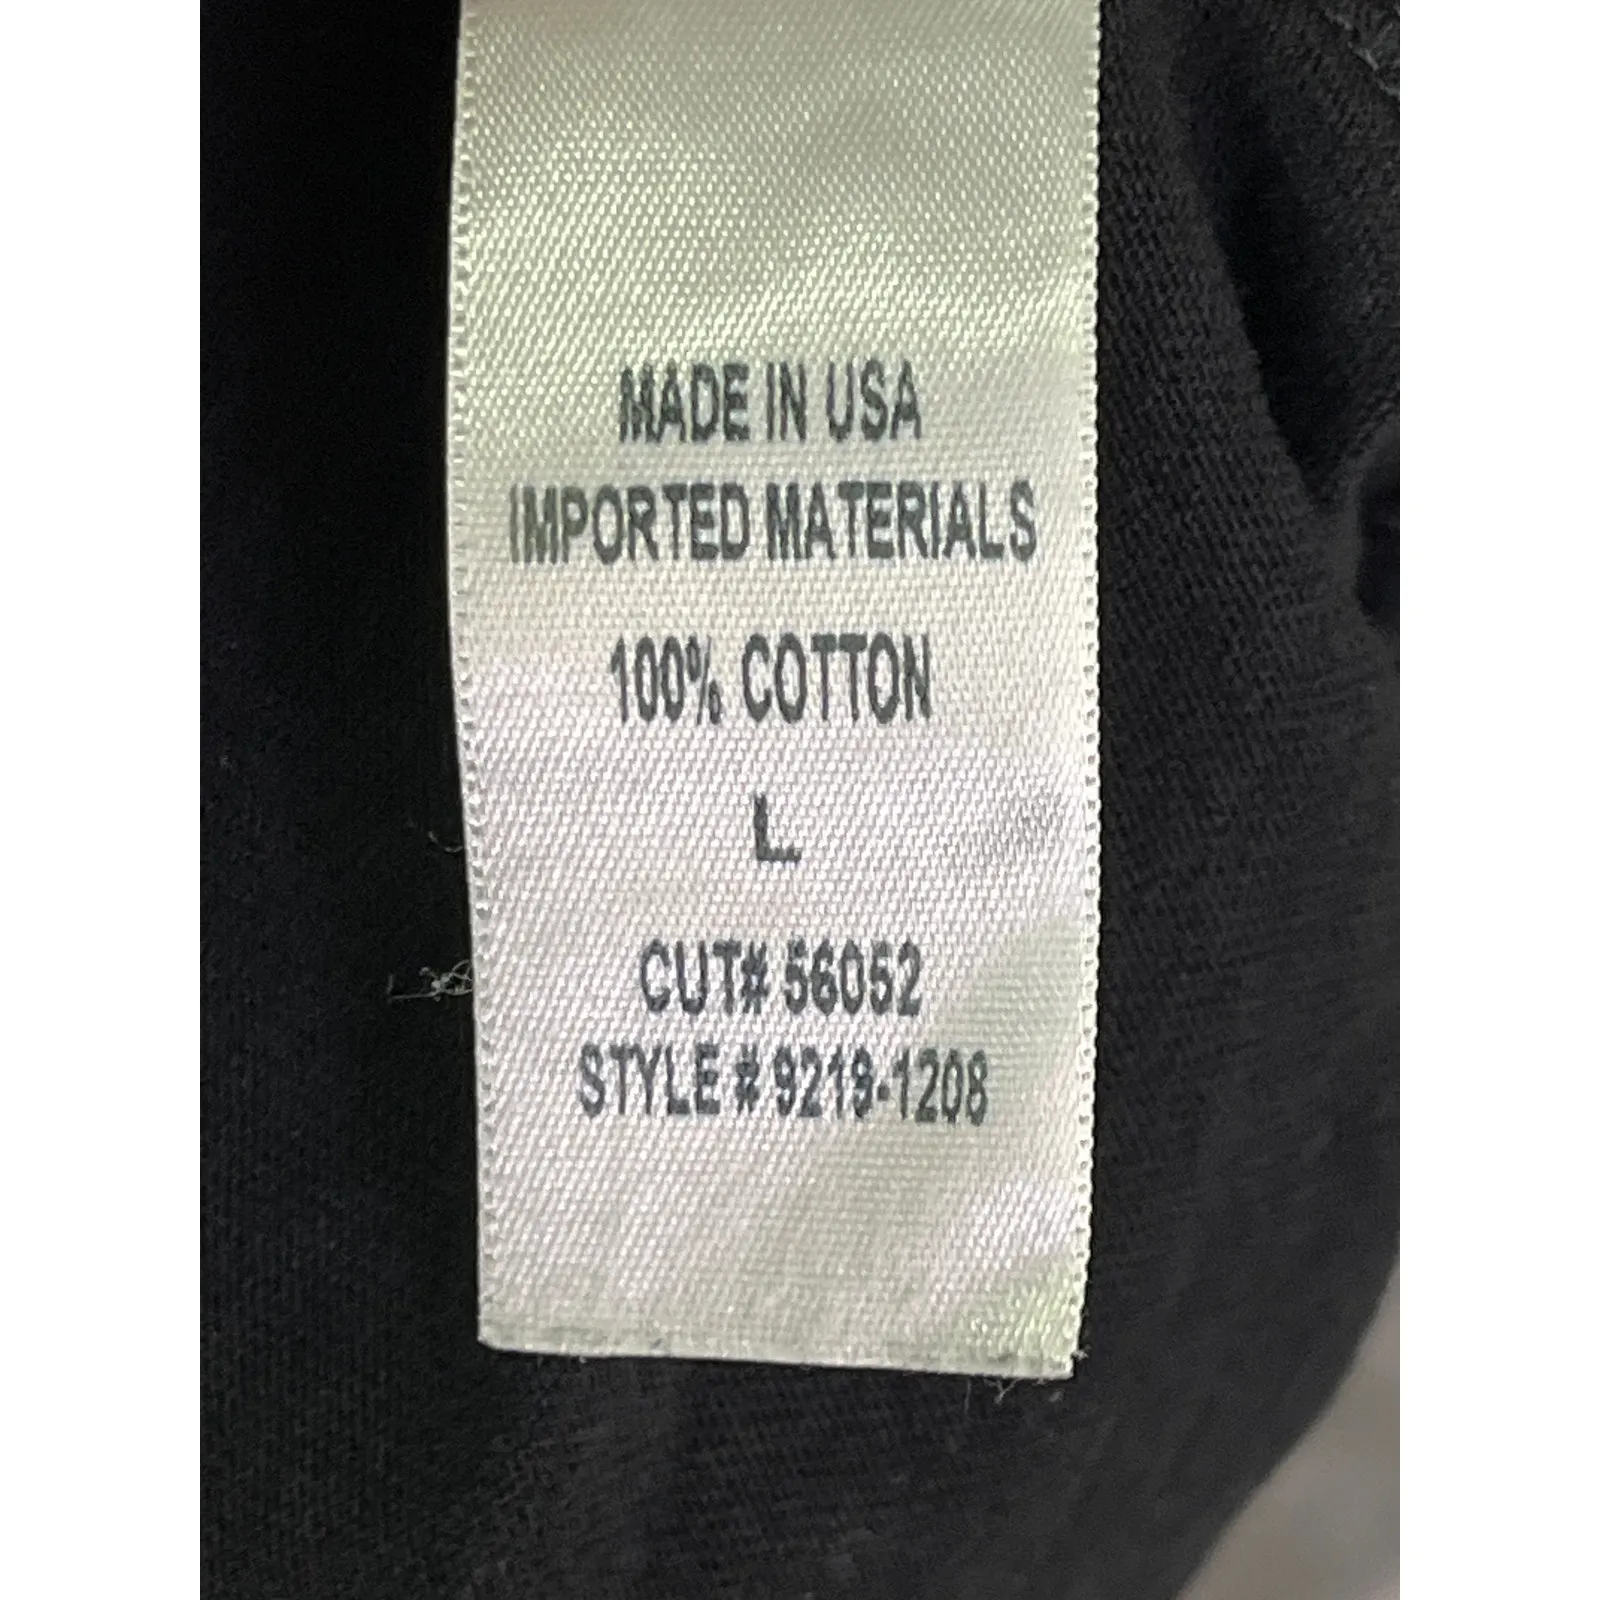 MADE IN USA
IMPORTED MATERIALS
100% COTTON
L
CUT# 56052
STYLE # 9219-1208